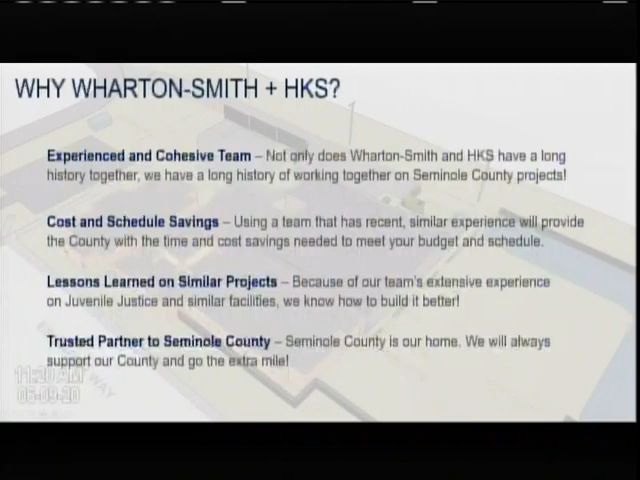 WHY WHARTON-SMITH + HKS?
Experienced and Cohesive Team – Not only does Wharton-Smith and HKS have a long
history together, we have a long history of working together on Seminole County projects!
Cost and Schedule Savings – Using a team that has recent, similar experience will provide
the County with the time and cost savings needed to meet your budget and schedule.
Lessons Learned on Similar Projects – Because of our team's extensive experience
on Juvenile Justice and similar facilities, we know how to build it better!
Trusted Partner to Seminole County – Seminole County is our home. We will always
support our County and go the extra mile!
11:20 AM
06-09-20
WAY